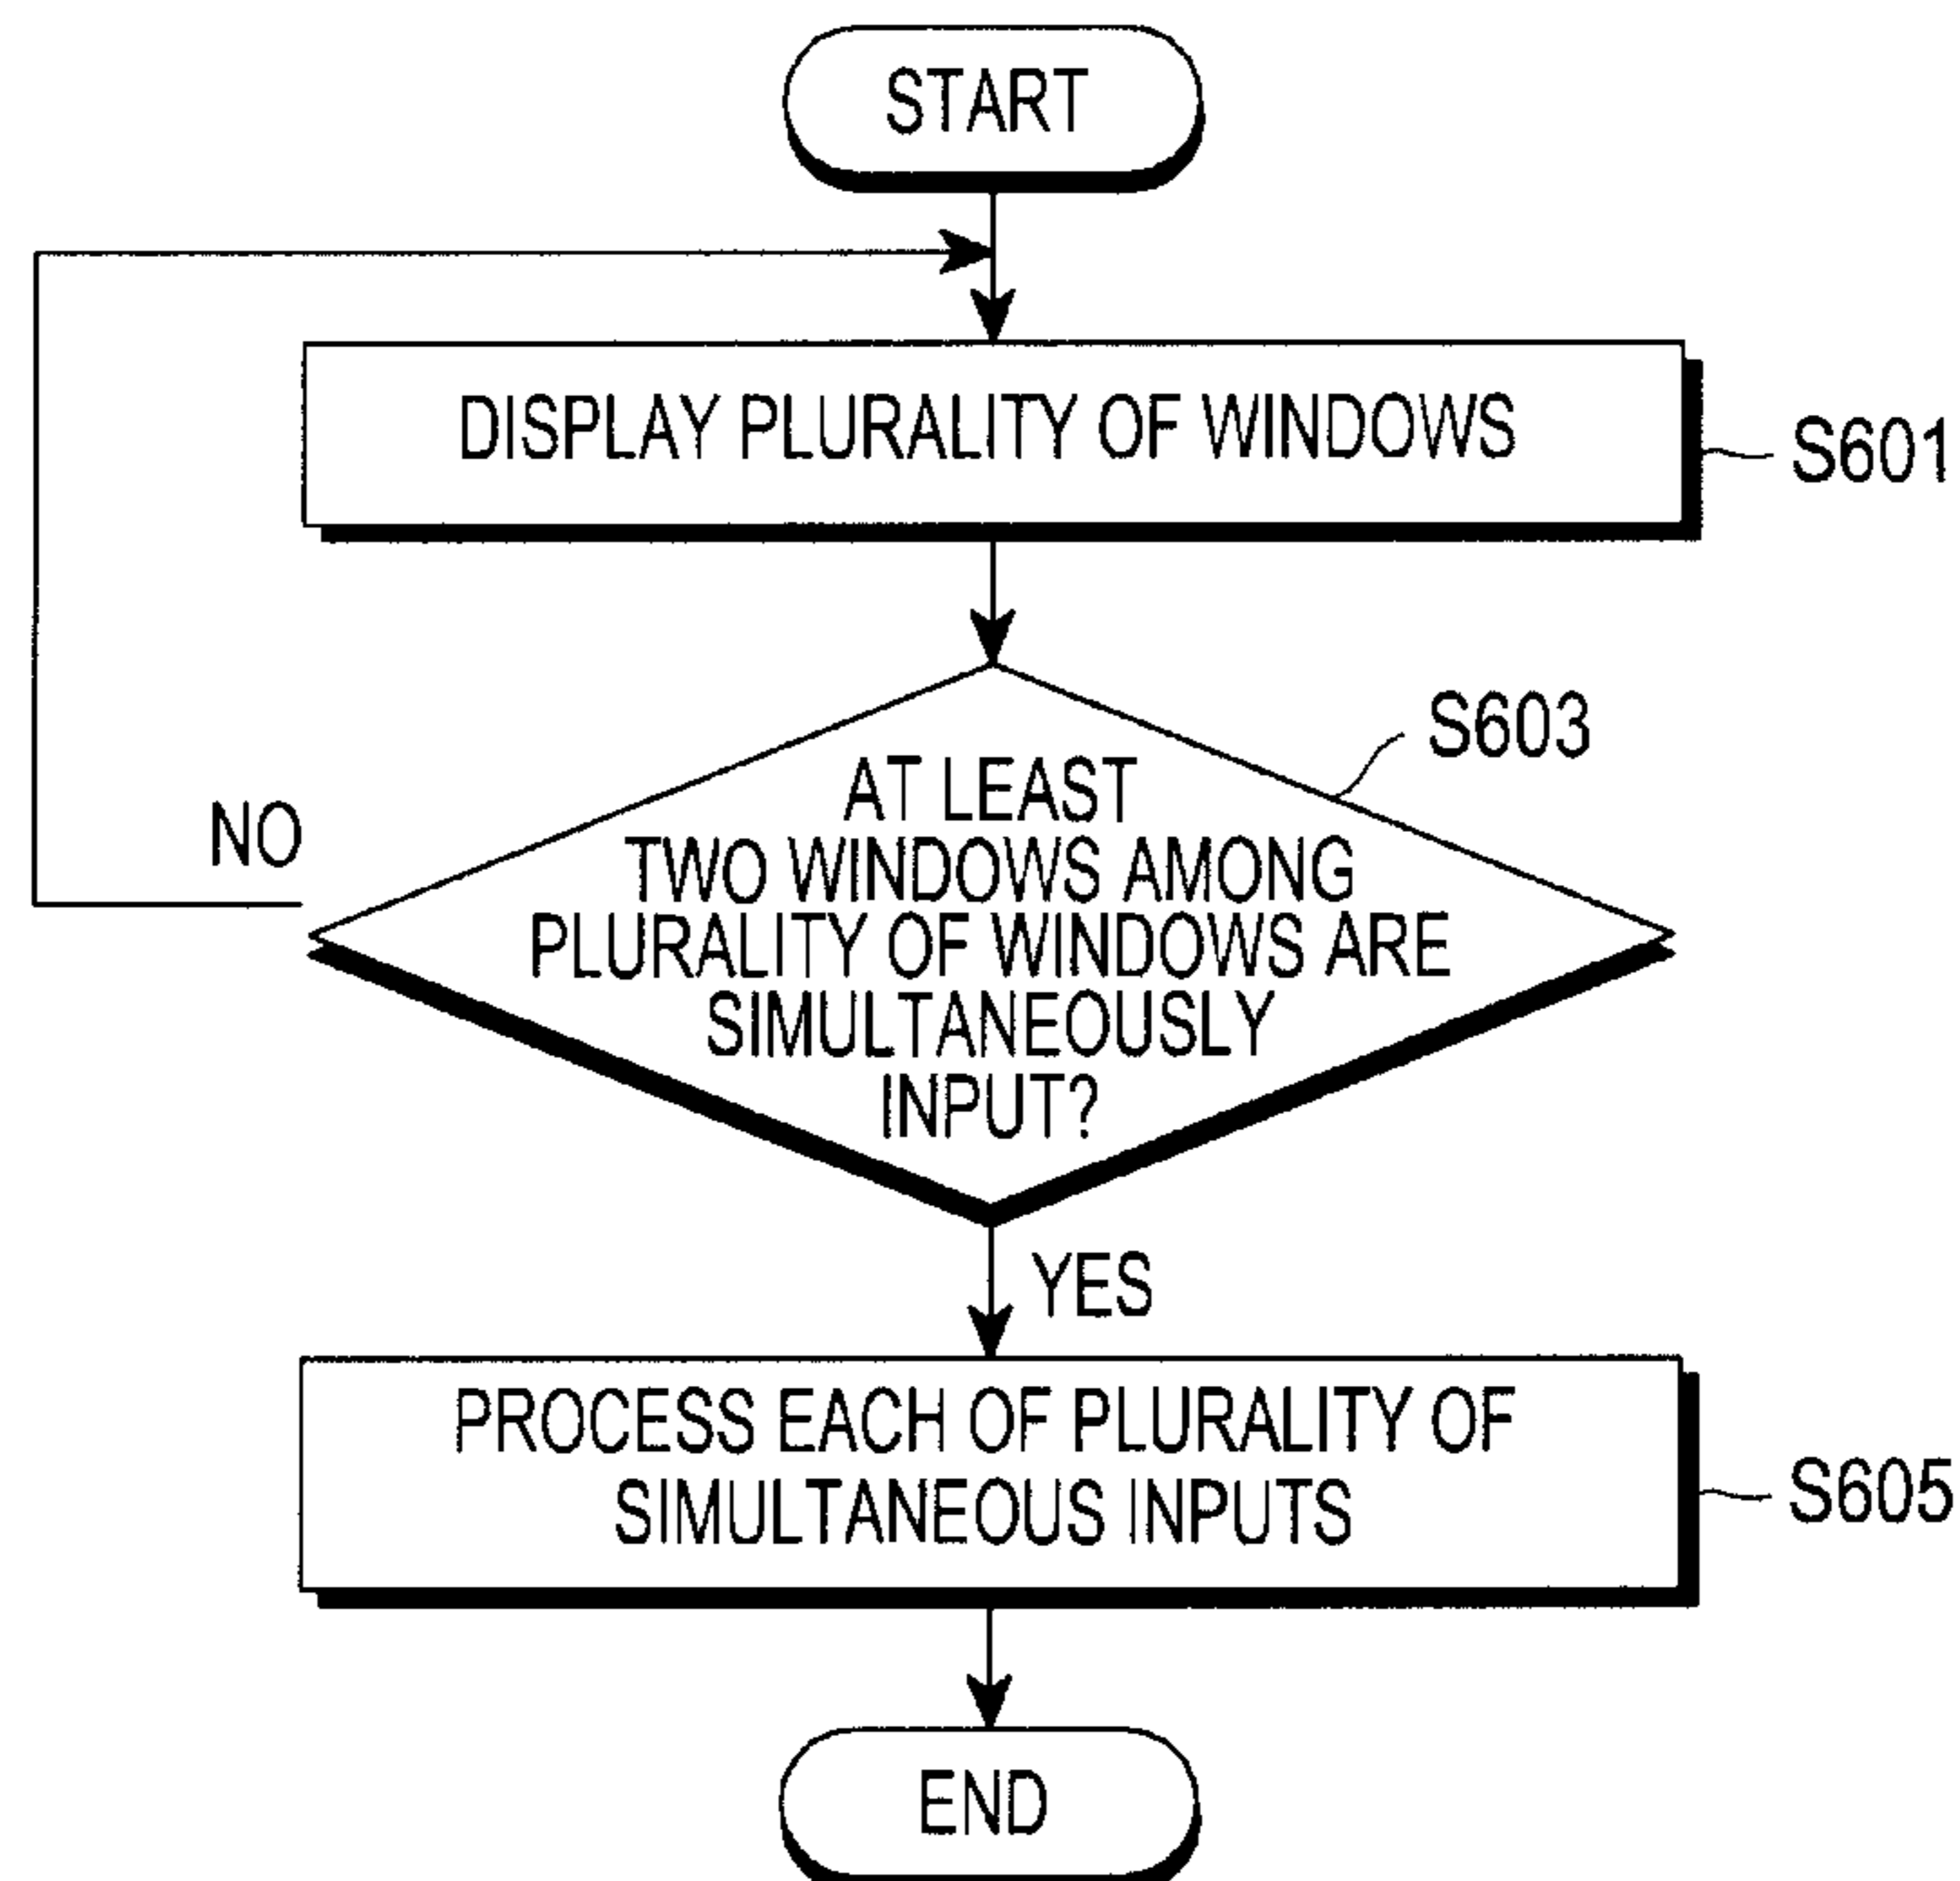 START
DISPLAY PLURALITY OF WINDOWS
S601
S603
AT LEAST
TWO WINDOWS AMONG
PLURALITY OF WINDOWS ARE
SIMULTANEOUSLY
INPUT?
NO
YES
PROCESS EACH OF PLURALITY OF
SIMULTANEOUS INPUTS
S605
END